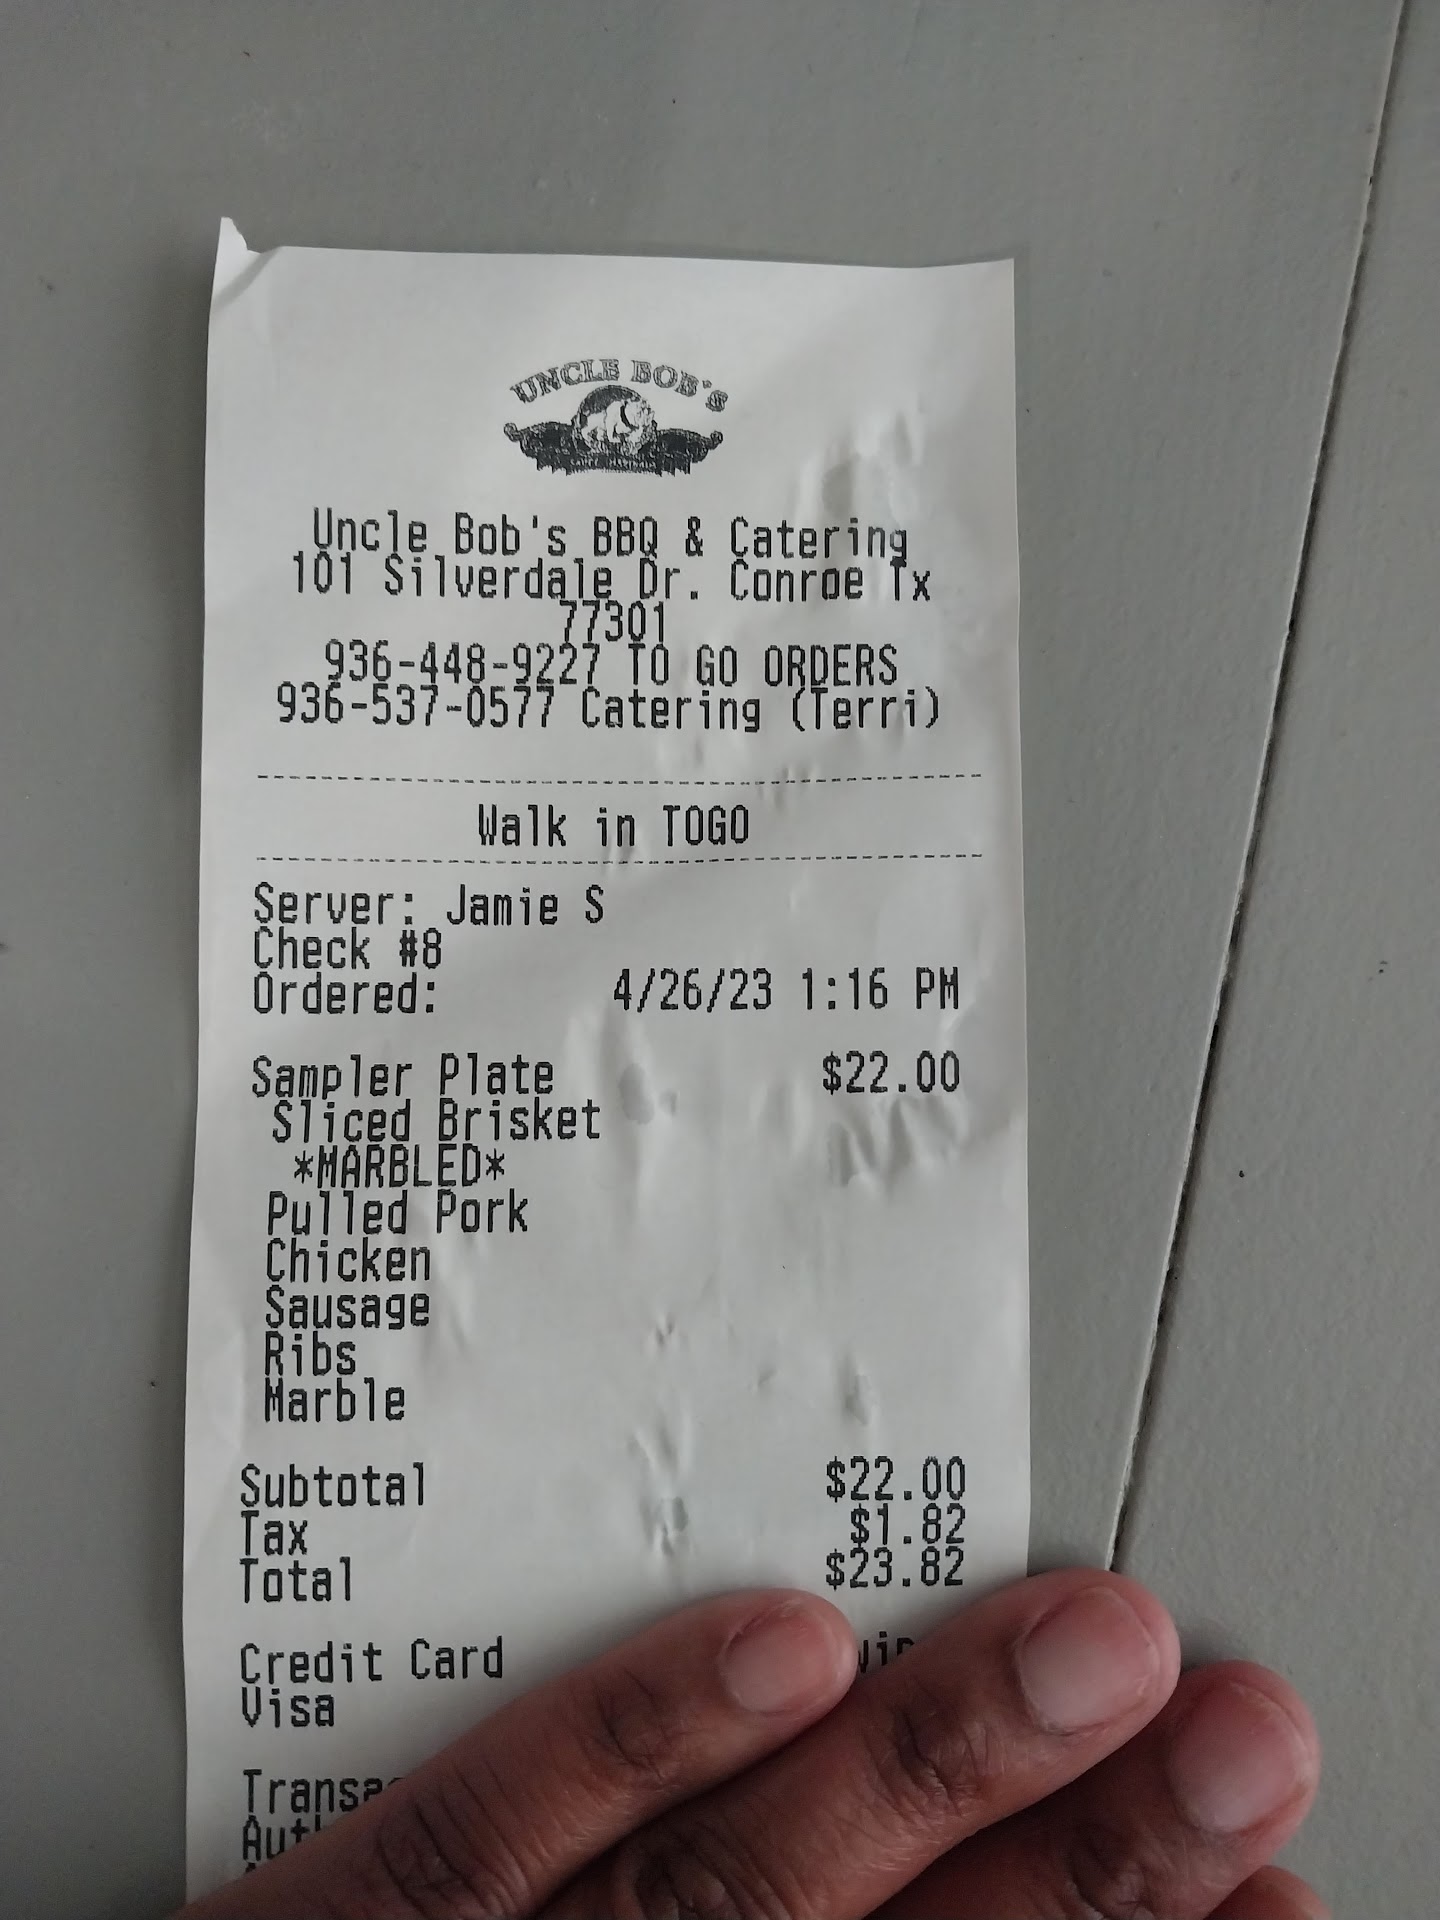 UNCLE BOB'S
Uncle Bob's BBQ & Catering
101 Silverdale Dr. Conroe Tx
77301
936-448-9227 TO GO ORDERS
936-537-0577 Catering (Terri)
Walk in TOGO
Server: Jamie S
Check #8
Ordered: 4/26/23 1:16 PM
Sampler Plate $22.00
Sliced Brisket
*MARBLED*
Pulled Pork
Chicken
Sausage
Ribs
Marble
Subtotal $22.00
Tax $1.82
Total $23.82
Credit Card
Visa